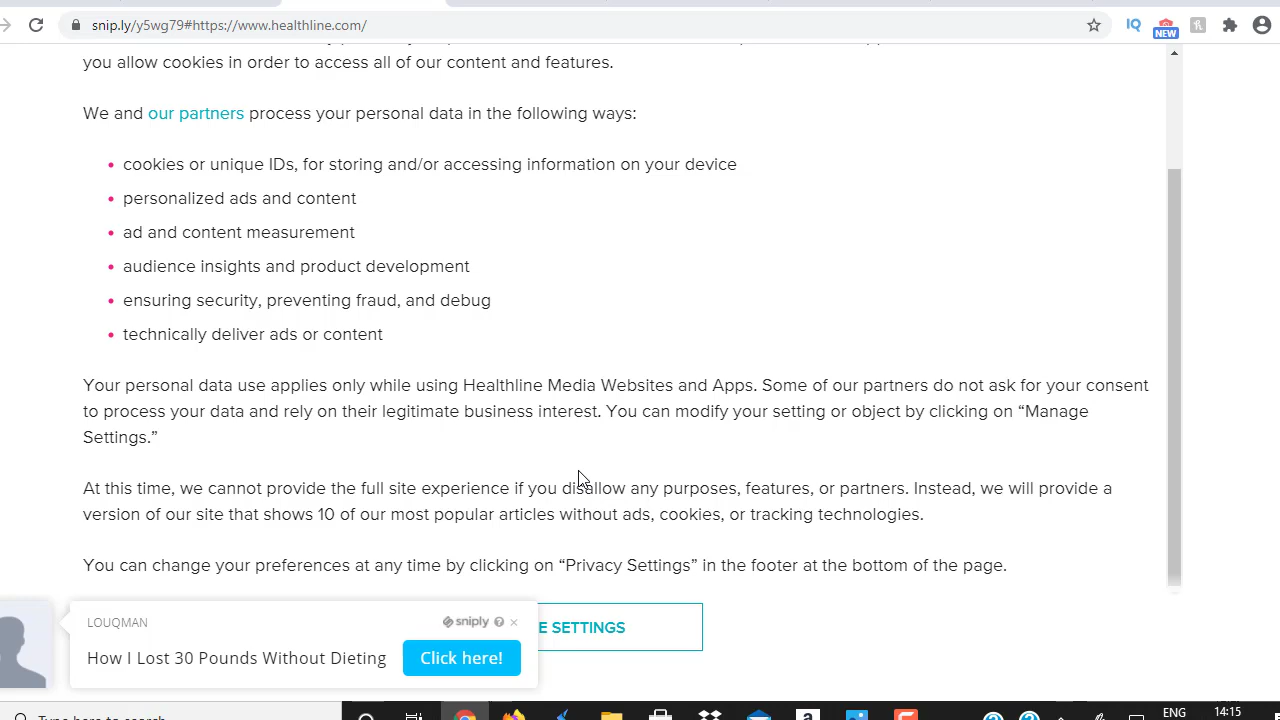 snip.ly/y5wg79#https://www.healthline.com/
IQ
NEW
you allow cookies in order to access all of our content and features.
We and our partners process your personal data in the following ways:
• cookies or unique IDs, for storing and/or accessing information on your device
• personalized ads and content
• ad and content measurement
• audience insights and product development
• ensuring security, preventing fraud, and debug
• technically deliver ads or content
Your personal data use applies only while using Healthline Media Websites and Apps. Some of our partners do not ask for your consent
to process your data and rely on their legitimate business interest. You can modify your setting or object by clicking on “Manage
Settings.”
At this time, we cannot provide the full site experience if you disallow any purposes, features, or partners. Instead, we will provide a
version of our site that shows 10 of our most popular articles without ads, cookies, or tracking technologies.
You can change your preferences at any time by clicking on “Privacy Settings” in the footer at the bottom of the page.
LOUQMAN
sniply
E SETTINGS
How I Lost 30 Pounds Without Dieting
Click here!
Type here to search
ENG
14:15